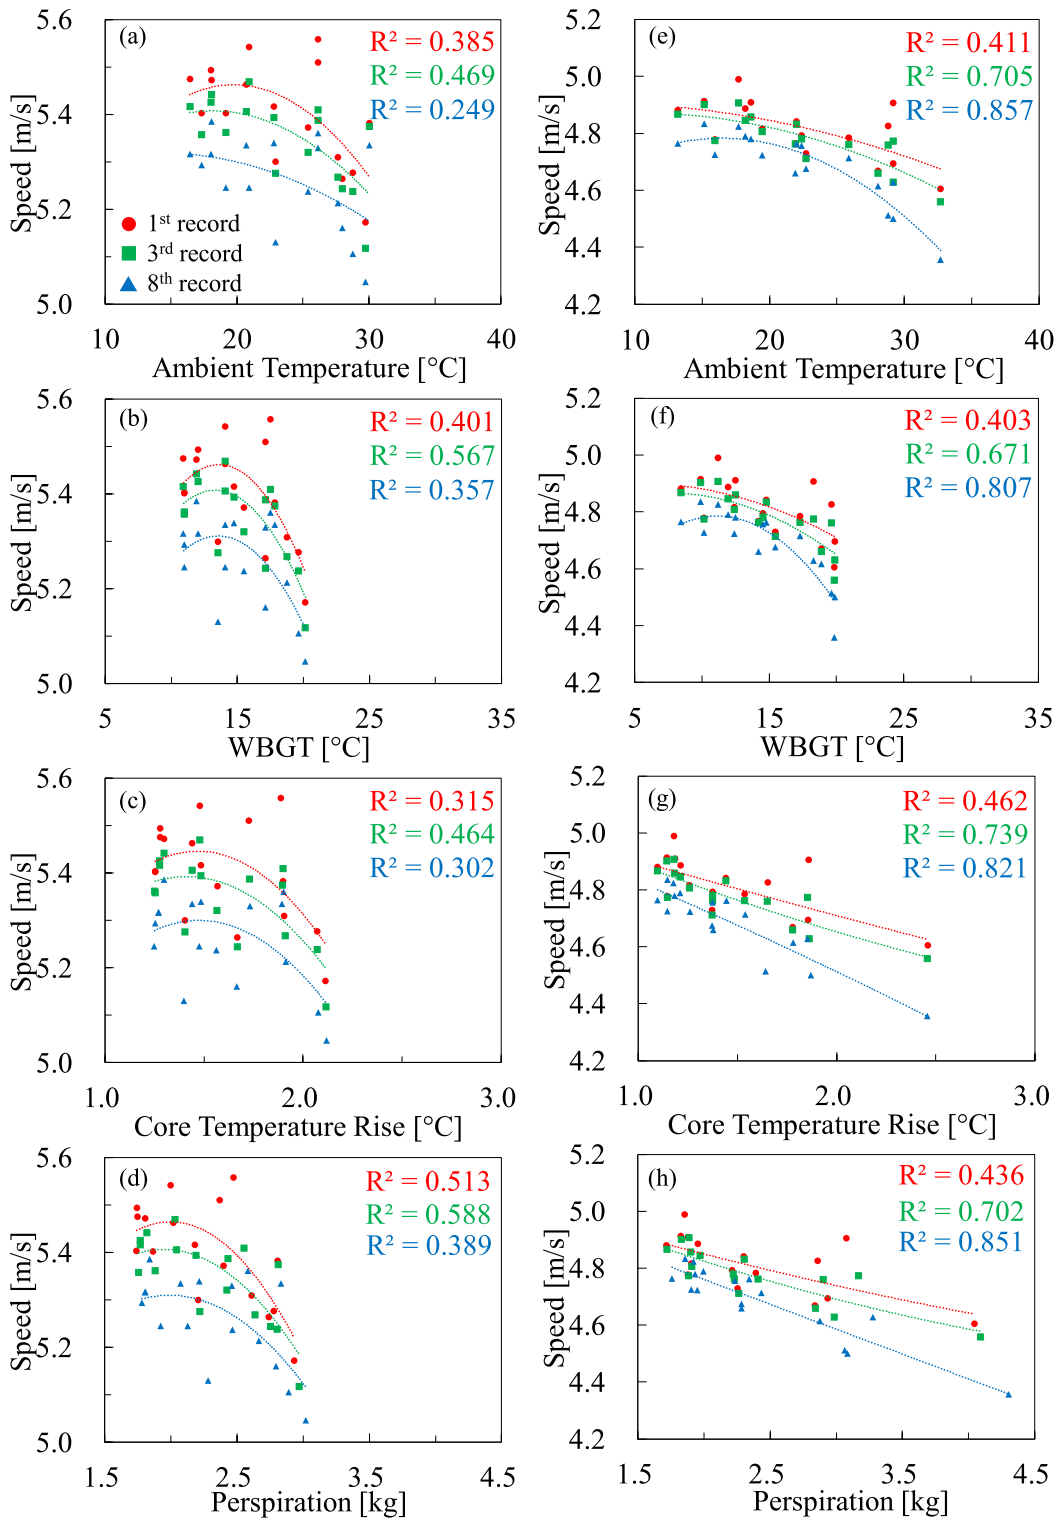 (a)
R² = 0.385
R² = 0.469
R² = 0.249
5.6
5.4
5.2
5.0
Speed [m/s]
1st record
3rd record
8th record
10
20
30
40
Ambient Temperature [°C]
(e)
R² = 0.411
R² = 0.705
R² = 0.857
5.2
5.0
4.8
4.6
4.4
4.2
Speed [m/s]
10
20
30
40
Ambient Temperature [°C]
(b)
R² = 0.401
R² = 0.567
R² = 0.357
5.6
5.4
5.2
5.0
Speed [m/s]
5
15
25
35
WBGT [°C]
(f)
R² = 0.403
R² = 0.671
R² = 0.807
5.2
5.0
4.8
4.6
4.4
4.2
Speed [m/s]
5
15
25
35
WBGT [°C]
(c)
R² = 0.315
R² = 0.464
R² = 0.302
5.6
5.4
5.2
5.0
Speed [m/s]
1.0
2.0
3.0
Core Temperature Rise [°C]
(g)
R² = 0.462
R² = 0.739
R² = 0.821
5.2
5.0
4.8
4.6
4.4
4.2
Speed [m/s]
1.0
2.0
3.0
Core Temperature Rise [°C]
(d)
R² = 0.513
R² = 0.588
R² = 0.389
5.6
5.4
5.2
5.0
Speed [m/s]
1.5
2.5
3.5
4.5
Perspiration [kg]
(h)
R² = 0.436
R² = 0.702
R² = 0.851
5.2
5.0
4.8
4.6
4.4
4.2
Speed [m/s]
1.5
2.5
3.5
4.5
Perspiration [kg]